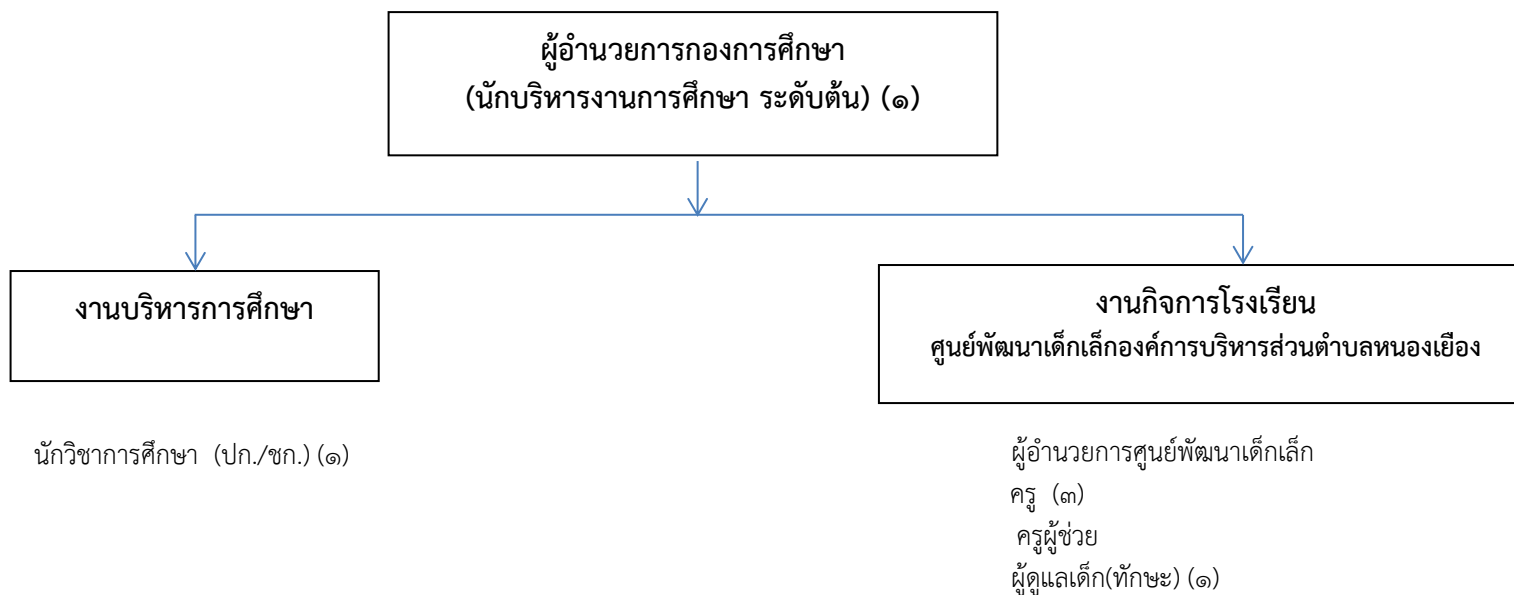 ผู้อำนวยการกองการศึกษา
(นักบริหารงานการศึกษา ระดับต้น) (๑)
งานบริหารการศึกษา
งานกิจการโรงเรียน
ศูนย์พัฒนาเด็กเล็กองค์การบริหารส่วนตำบลหนองเยือง
นักวิชาการศึกษา (ปก./ชก.) (๑)
ผู้อำนวยการศูนย์พัฒนาเด็กเล็ก
ครู (๓)
ครูผู้ช่วย
ผู้ดูแลเด็ก(ทักษะ) (๑)